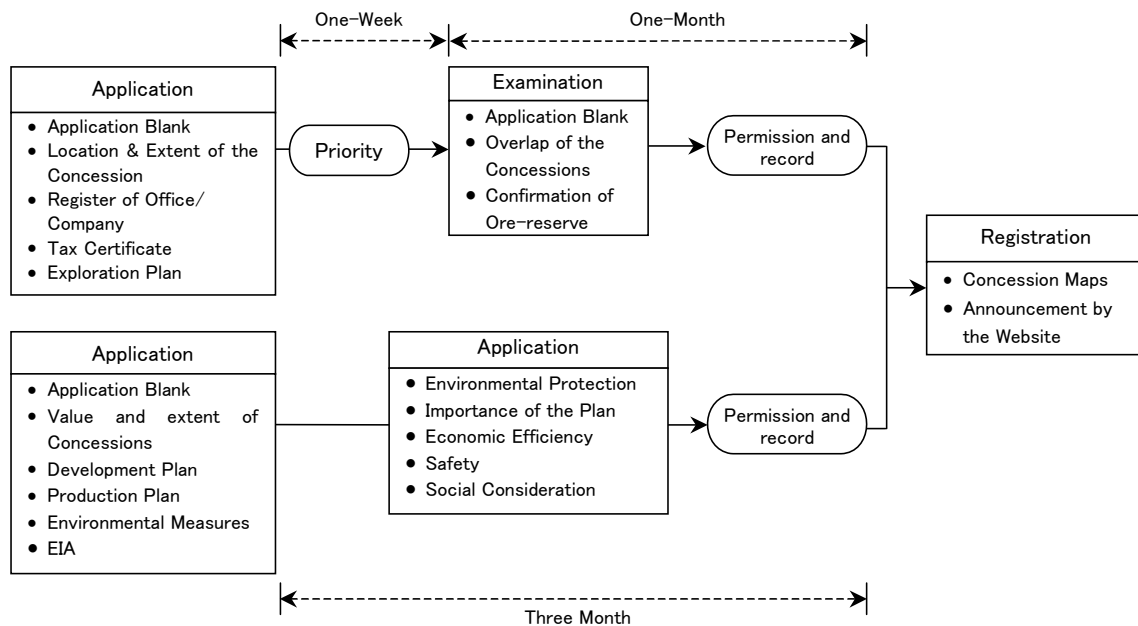 One-Week
One-Month
Application
● Application Blank
● Location & Extent of the
Concession
● Register of Office/
Company
● Tax Certificate
● Exploration Plan
Priority
Examination
● Application Blank
● Overlap of the
Concessions
● Confirmation of
Ore-reserve
Permission and
record
Registration
● Concession Maps
● Announcement by
the Website
Application
● Application Blank
● Value and extent of
Concessions
● Development Plan
● Production Plan
● Environmental Measures
● EIA
Application
● Environmental Protection
● Importance of the Plan
● Economic Efficiency
● Safety
● Social Consideration
Permission and
record
Three Month